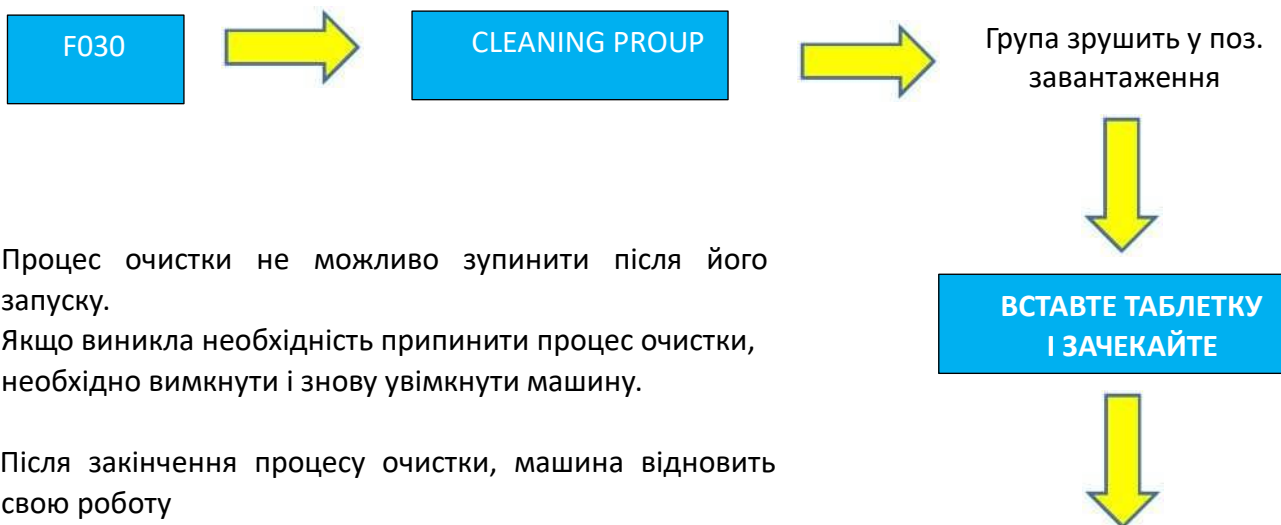 F030
CLEANING PROUP
Група зрушить у поз.
завантаження
Процес очистки не можливо зупинити після його
запуску.
Якщо виникла необхідність припинити процес очистки,
необхідно вимкнути і знову увімкнути машину.
ВСТАВТЕ ТАБЛЕТКУ
І ЗАЧЕКАЙТЕ
Після закінчення процесу очистки, машина відновить
свою роботу